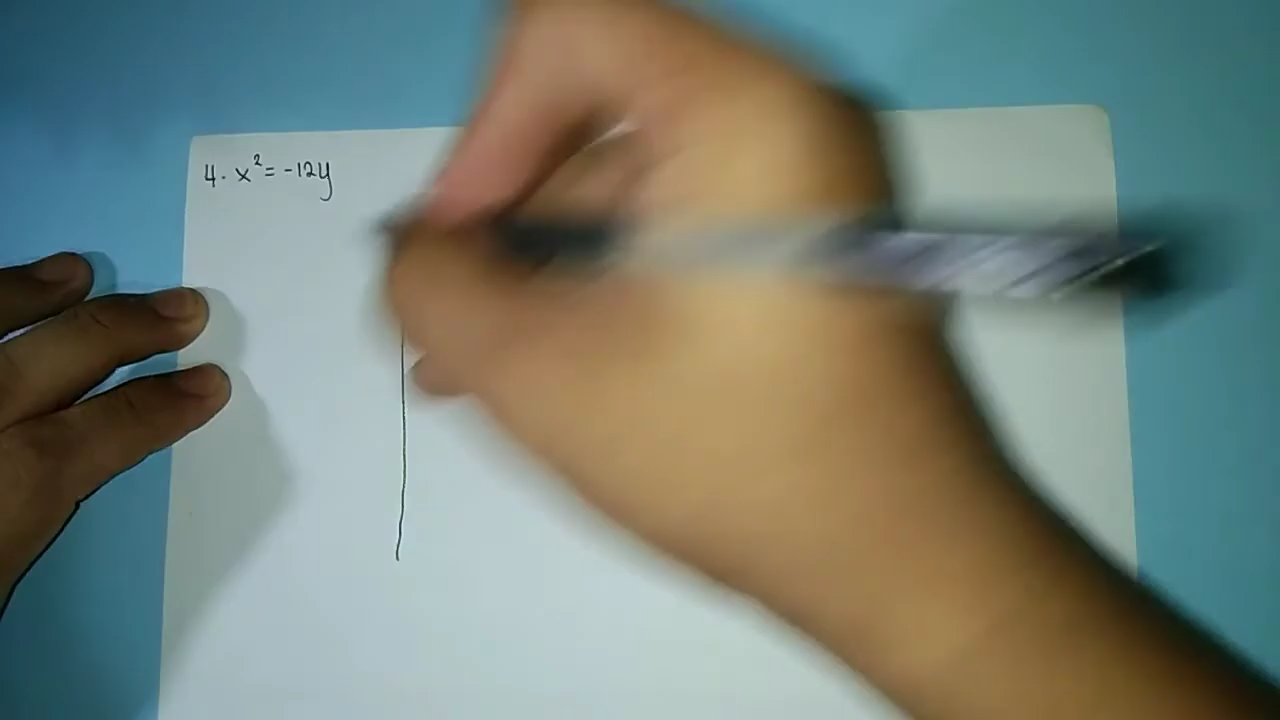 4. x² = -12y